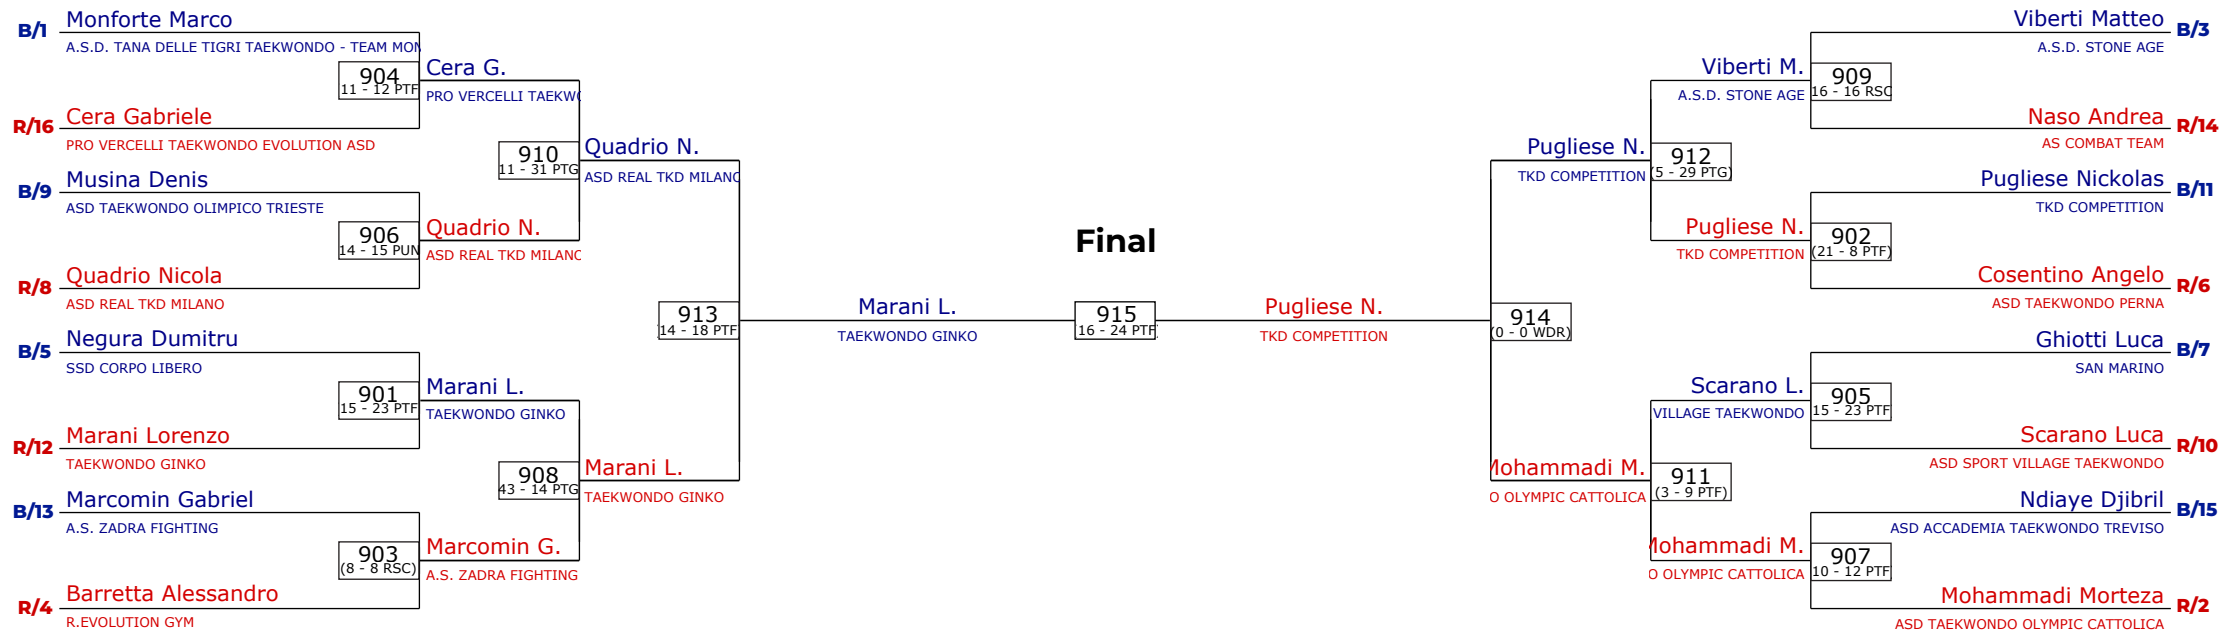 B/1 Monforte Marco
A.S.D. TANA DELLE TIGRI TAEKWONDO - TEAM
904
11 - 12 PTF
R/16 Cera Gabriele
PRO VERCELLI TAEKWONDO EVOLUTION ASD
B/9 Musina Denis
ASD TAEKWONDO OLIMPICO TRIESTE
906
14 - 15 PUN
R/8 Quadrio Nicola
ASD REAL TKD MILANO
B/5 Negura Dumitru
SSD CORPO LIBERO
901
15 - 23 PTF
R/12 Marani Lorenzo
TAEKWONDO GINKO
B/13 Marcomin Gabriel
A.S. ZADRA FIGHTING
903
(8 - 8 RSC)
R/4 Barretta Alessandro
R.EVOLUTION GYM
Cera G.
PRO VERCELLI
910
11 - 31 PTG
Quadrio N.
ASD REAL TKD
Marani L.
TAEKWONDO GINKO
908
43 - 14 PTG
Marcomin G.
A.S. ZADRA FIGHTING
Quadrio N.
ASD REAL TKD
913
14 - 18 PTF
Marani L.
TAEKWONDO GINKO
Final
Marani L.
TAEKWONDO GINKO
915
16 - 24 PTF
Pugliese N.
TKD COMPETITION
914
(0 - 0 WDR)
Pugliese N.
TKD COMPETITION
912
(5 - 29 PTG)
M.
OLYMPIC CATTOLICA
911
(3 - 9 PTF)
Viberti M.
A.S.D. STONE AGE
909
16 - 16 RSC
Pugliese N.
TKD COMPETITION
902
(21 - 8 PTF)
Scarano L.
VILLAGE TAEKWONDO
905
15 - 23 PTF
M.
OLYMPIC CATTOLICA
907
10 - 12 PTF
Viberti Matteo B/3
A.S.D. STONE AGE
Naso Andrea R/14
AS COMBAT TEAM
Pugliese Nickolas B/11
TKD COMPETITION
Cosentino Angelo R/6
ASD TAEKWONDO PERNA
Ghiotti Luca B/7
SAN MARINO
Scarano Luca R/10
ASD SPORT VILLAGE TAEKWONDO
Ndiaye Djibril B/15
ASD ACCADEMIA TAEKWONDO TREVISO
Mohammadi Morteza R/2
ASD TAEKWONDO OLYMPIC CATTOLICA